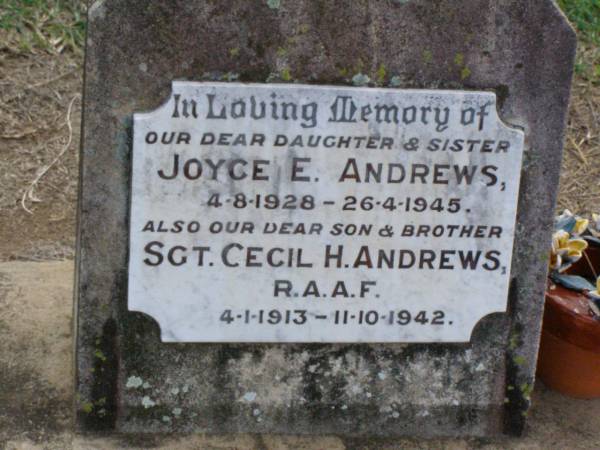 In Loving Memory of
OUR DEAR DAUGHTER & SISTER
JOYCE E. ANDREWS,
4-8-1928 - 26-4-1945.
ALSO OUR DEAR SON & BROTHER
SGT. CECIL H. ANDREWS,
R.A.A.F.
4-1-1913 - 11-10-1942.